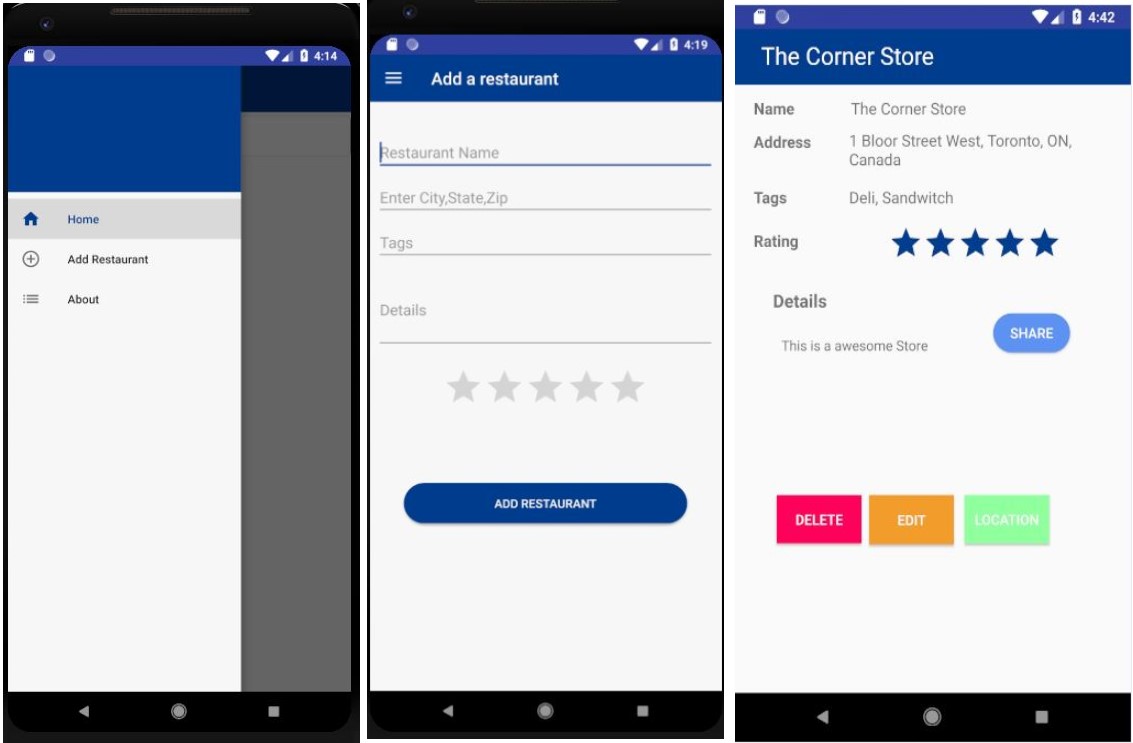 4:14
Home
Add Restaurant
About
4:19
Add a restaurant
Restaurant Name
Enter City,State,Zip
Tags
Details
ADD RESTAURANT
4:42
The Corner Store
Name The Corner Store
Address 1 Bloor Street West, Toronto, ON,
Canada
Tags Deli, Sandwitch
Rating
Details
SHARE
This is a awesome Store
DELETE EDIT LOCATION